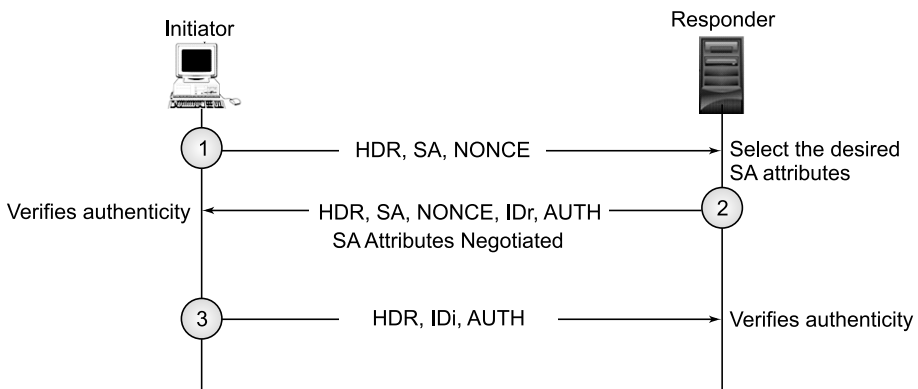 Responder
Initiator
1
HDR, SA, NONCE
Select the desired
SA attributes
Verifies authenticity
HDR, SA, NONCE, IDr, AUTH
2
SA Attributes Negotiated
3
HDR, IDi, AUTH
Verifies authenticity